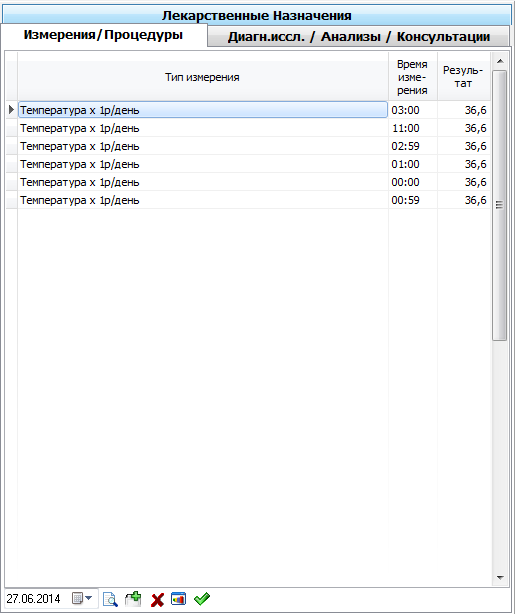 Лекарственные Назначения
Измерения/Процедуры
Диагн.иссл. / Анализы / Консультации
Тип измерения
Время
изме-
рения
Резуль-
тат
Температура х 1р/день 03:00 36,6
Температура х 1р/день 11:00 36,6
Температура х 1р/день 02:59 36,6
Температура х 1р/день 01:00 36,6
Температура х 1р/день 00:00 36,6
Температура х 1р/день 00:59 36,6
27.06.2014